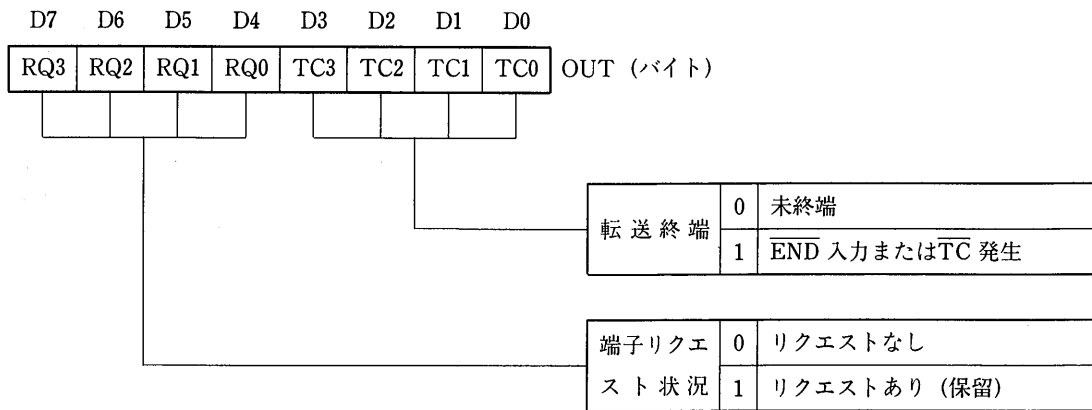 D7 D6 D5 D4 D3 D2 D1 D0
RQ3 RQ2 RQ1 RQ0 TC3 TC2 TC1 TC0 OUT (バイト)
転送終端 0 未終端
1 END 入力またはTC 発生
端子リクエスト状況 0 リクエストなし
1 リクエストあり (保留)